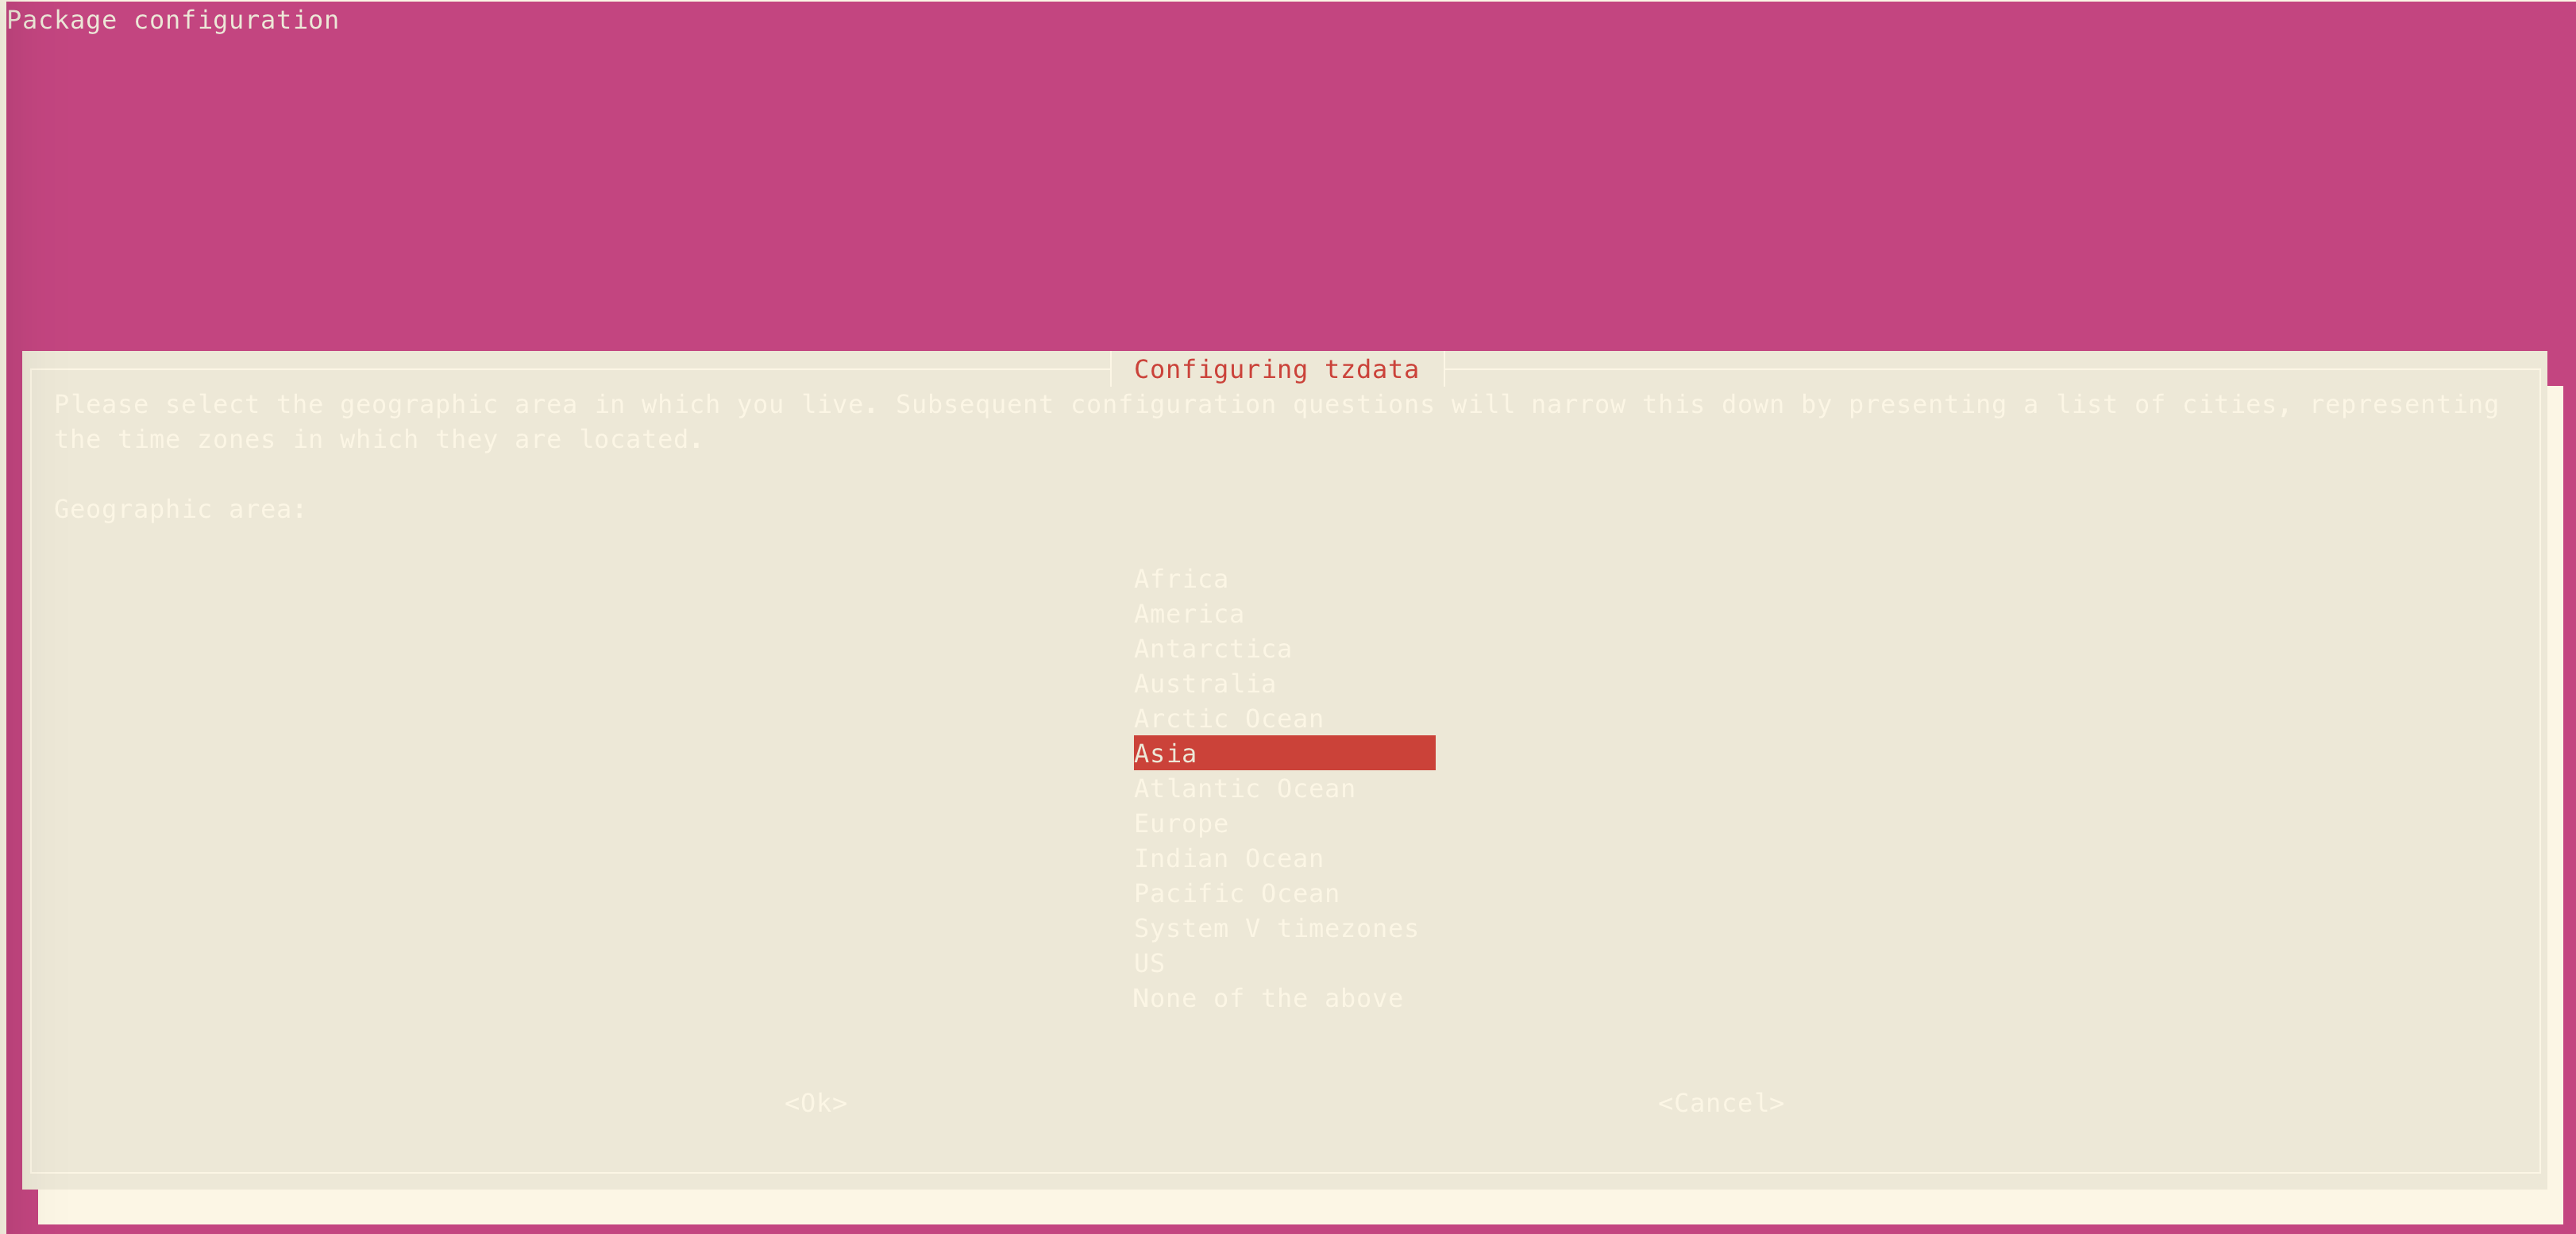 Package configuration
Configuring tzdata
Please select the geographic area in which you live. Subsequent configuration questions will narrow this down by presenting a list of cities, representing
the time zones in which they are located.
Geographic area:
Africa
America
Antarctica
Australia
Arctic Ocean
Asia
Atlantic Ocean
Europe
Indian Ocean
Pacific Ocean
System V timezones
US
None of the above
<Ok> <Cancel>